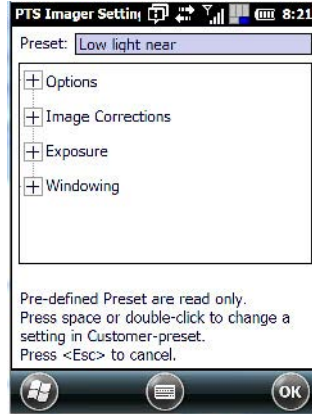 PTS Imager Settin 8:21
Preset: Low light near
Options
Image Corrections
Exposure
Windowing
Pre-defined Preset are read only.
Press space or double-click to change a
setting in Customer-preset.
Press <Esc> to cancel.
OK